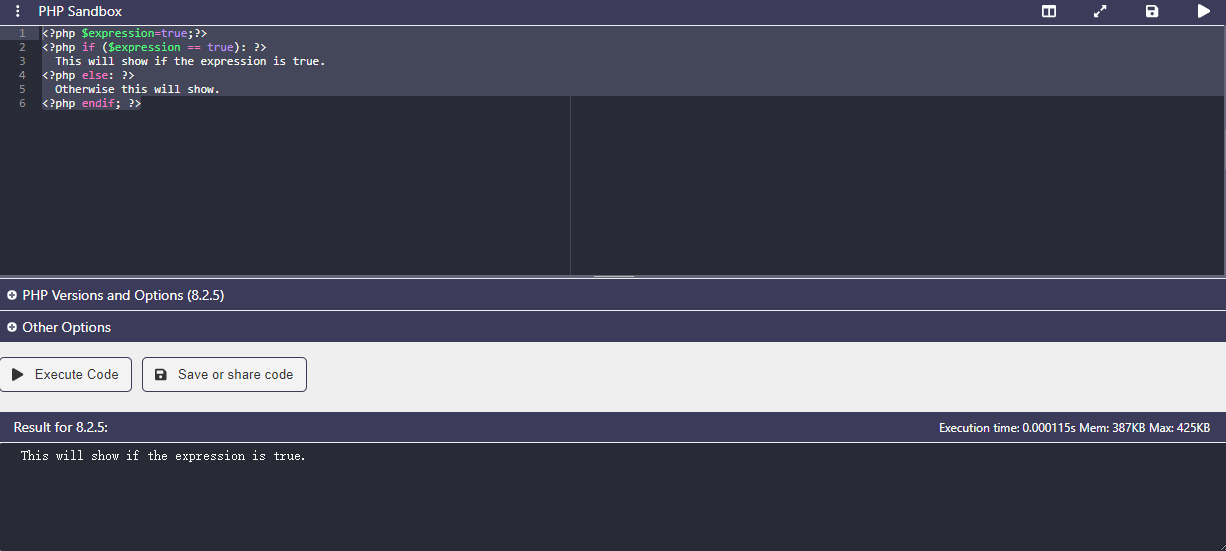 PHP Sandbox
1 <?php $expression=true;?>
2 <?php if ($expression == true): ?>
3   This will show if the expression is true.
4 <?php else: ?>
5   Otherwise this will show.
6 <?php endif; ?>
PHP Versions and Options (8.2.5)
Other Options
Execute Code Save or share code
Result for 8.2.5: Execution time: 0.000115s Mem: 387KB Max: 425KB
This will show if the expression is true.